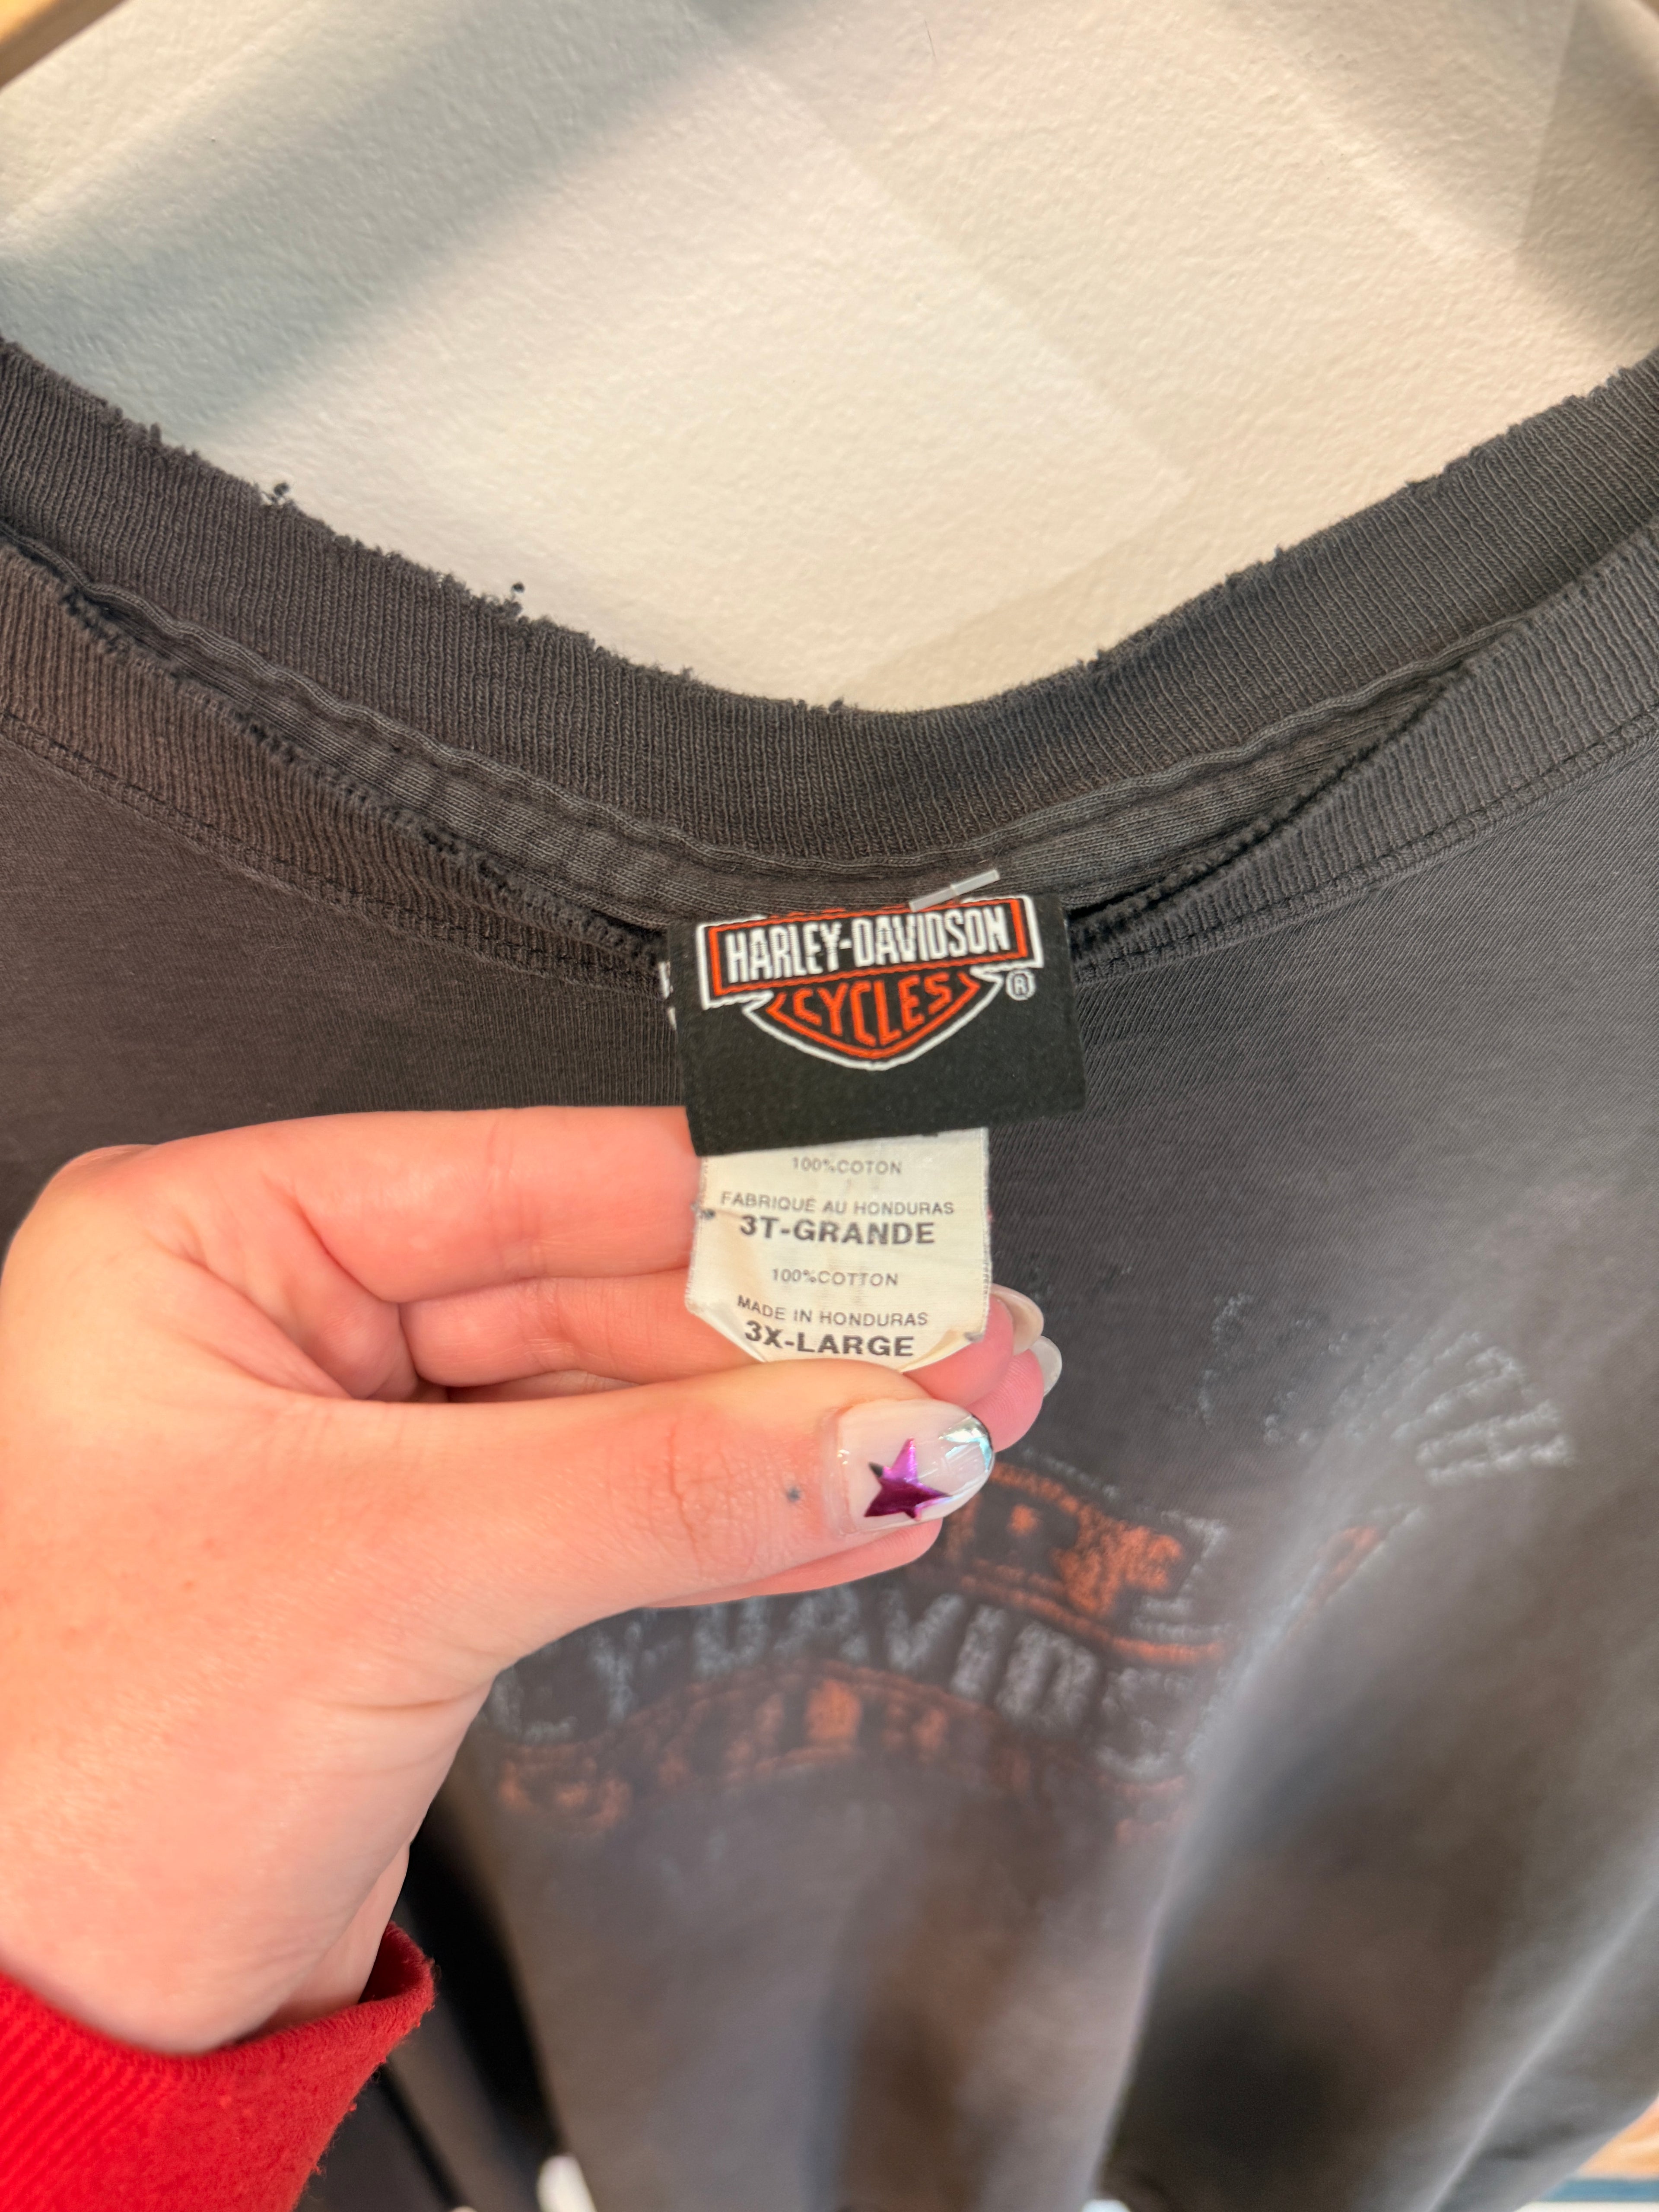 HARLEY-DAVIDSON
CYCLES
®
100%COTON
FABRIQUÉ AU HONDURAS
3T-GRANDE
100%COTTON
MADE IN HONDURAS
3X-LARGE